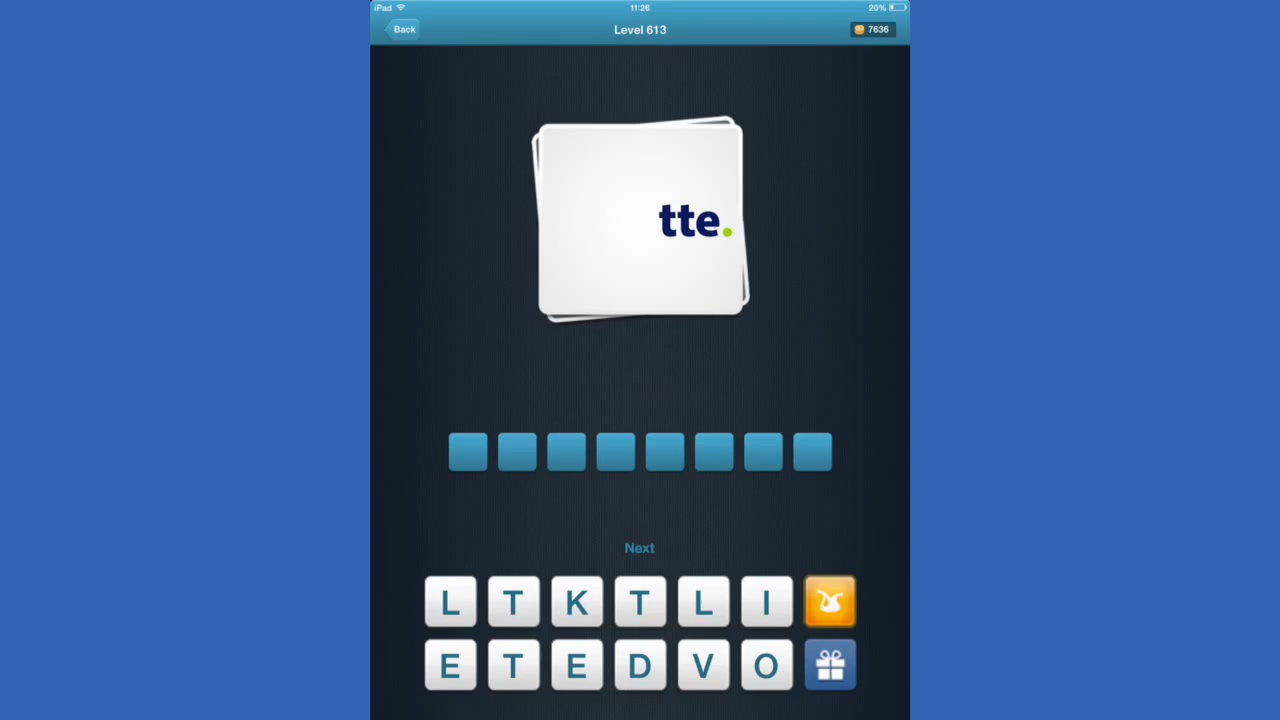 iPad 11:26 20%
Back Level 613 7636
tte.
Next
L T K T L I
E T E D V O